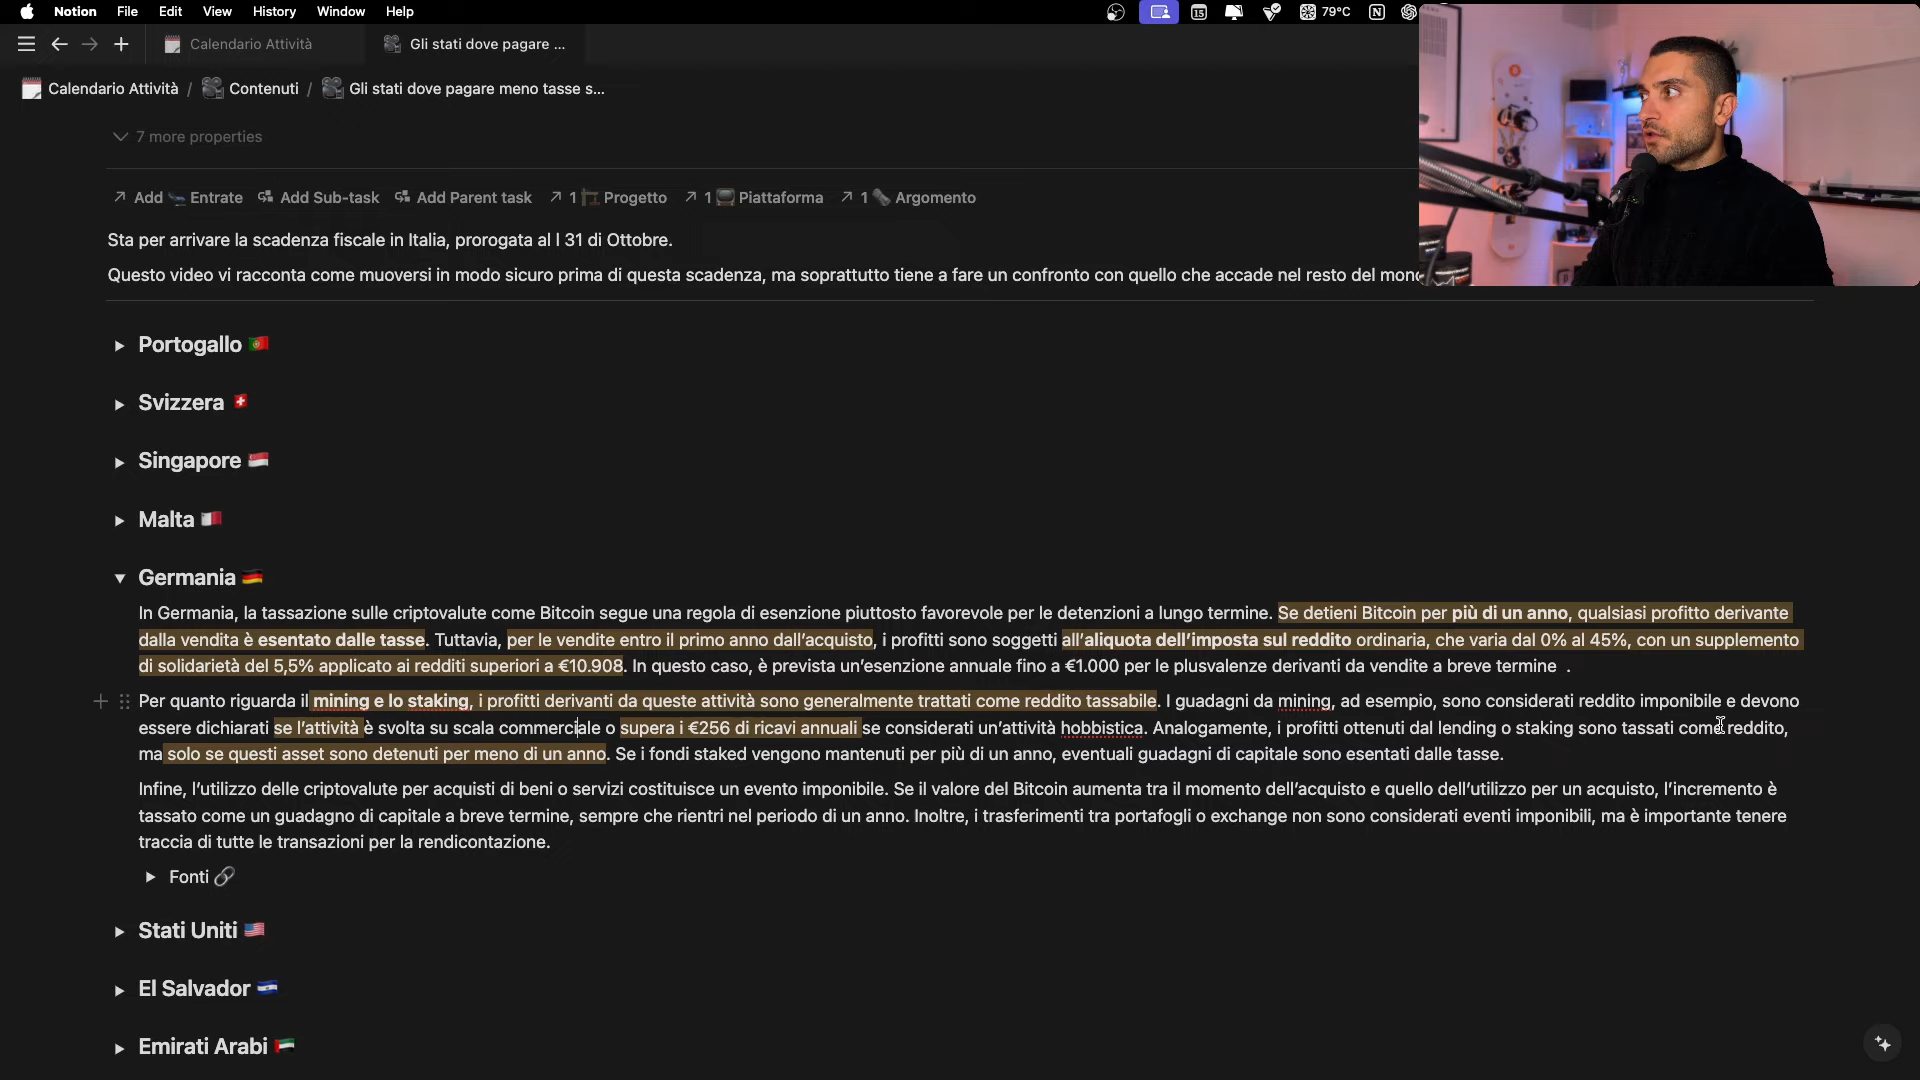 Notion File Edit View History Window Help
15 79°C
Calendario Attività Gli stati dove pagare ...
Calendario Attività / Contenuti / Gli stati dove pagare meno tasse s...
7 more properties
Add Entrate Add Sub-task Add Parent task 1 Progetto 1 Piattaforma 1 Argomento
Sta per arrivare la scadenza fiscale in Italia, prorogata al l 31 di Ottobre.
Questo video vi racconta come muoversi in modo sicuro prima di questa scadenza, ma soprattutto tiene a fare un confronto con quello che accade nel resto del mond
Portogallo 🇵🇹
Svizzera 🇨🇭
Singapore 🇸🇬
Malta 🇲🇹
Germania 🇩🇪
In Germania, la tassazione sulle criptovalute come Bitcoin segue una regola di esenzione piuttosto favorevole per le detenzioni a lungo termine. Se detieni Bitcoin per più di un anno, qualsiasi profitto derivante
dalla vendita è esentato dalle tasse. Tuttavia, per le vendite entro il primo anno dall'acquisto, i profitti sono soggetti all'aliquota dell'imposta sul reddito ordinaria, che varia dal 0% al 45%, con un supplemento
di solidarietà del 5,5% applicato ai redditi superiori a €10.908. In questo caso, è prevista un'esenzione annuale fino a €1.000 per le plusvalenze derivanti da vendite a breve termine .
Per quanto riguarda il mining e lo staking, i profitti derivanti da queste attività sono generalmente trattati come reddito tassabile. I guadagni da mining, ad esempio, sono considerati reddito imponibile e devono
essere dichiarati se l'attività è svolta su scala commerciale o supera i €256 di ricavi annuali se considerati un'attività hobbistica. Analogamente, i profitti ottenuti dal lending o staking sono tassati come reddito,
ma solo se questi asset sono detenuti per meno di un anno. Se i fondi staked vengono mantenuti per più di un anno, eventuali guadagni di capitale sono esentati dalle tasse.
Infine, l'utilizzo delle criptovalute per acquisti di beni o servizi costituisce un evento imponibile. Se il valore del Bitcoin aumenta tra il momento dell'acquisto e quello dell'utilizzo per un acquisto, l'incremento è
tassato come un guadagno di capitale a breve termine, sempre che rientri nel periodo di un anno. Inoltre, i trasferimenti tra portafogli o exchange non sono considerati eventi imponibili, ma è importante tenere
traccia di tutte le transazioni per la rendicontazione.
Fonti 🔗
Stati Uniti 🇺🇸
El Salvador 🇸🇻
Emirati Arabi 🇦🇪